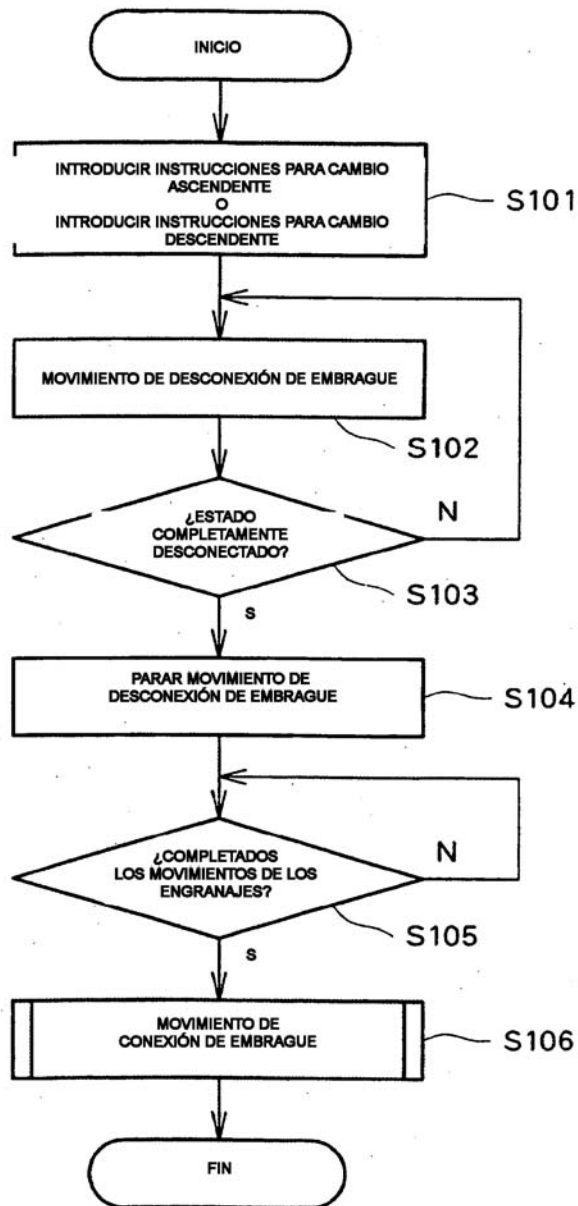 INICIO
INTRODUCIR INSTRUCCIONES PARA CAMBIO
ASCENDENTE
O
INTRODUCIR INSTRUCCIONES PARA CAMBIO
DESCENDENTE
S101
MOVIMIENTO DE DESCONEXIÓN DE EMBRAGUE
S102
¿ESTADO
COMPLETAMENTE
DESCONECTADO?
N
S103
S
PARAR MOVIMIENTO DE
DESCONEXIÓN DE EMBRAGUE
S104
¿COMPLETADOS
LOS MOVIMIENTOS DE LOS
ENGRANAJES?
N
S105
S
MOVIMIENTO DE
CONEXIÓN DE EMBRAGUE
S106
FIN